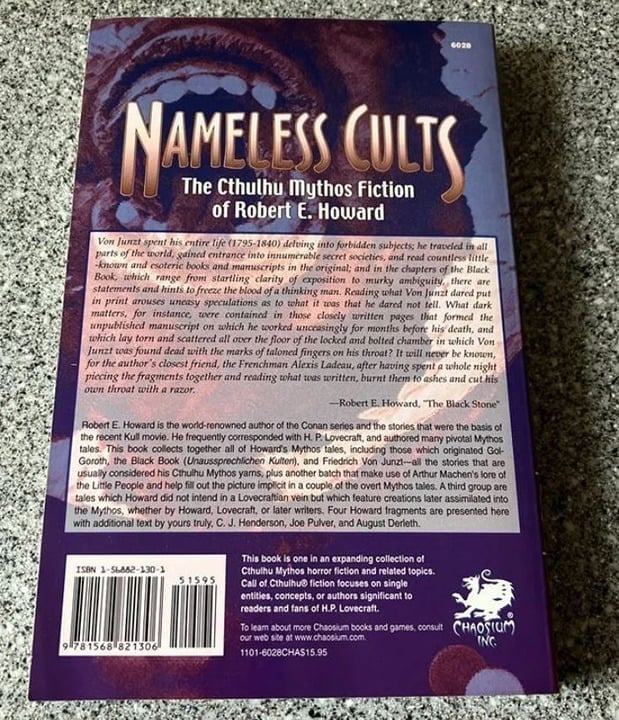 6028
NAMELESS CULTS
The Cthulhu Mythos Fiction
of Robert E. Howard
Von Junzt spent his entire life (1795-1840) delving into forbidden subjects; he traveled in all
parts of the world, gained entrance into innumerable secret societies, and read countless little
-known and esoteric books and manuscripts in the original; and in the chapters of the Black
Book, which range from startling clarity of exposition to murky ambiguity, there are
statements and hints to freeze the blood of a thinking man. Reading what Von Junzt dared put
in print arouses uneasy speculations as to what it was that he dared not tell. What dark
matters, for instance, were contained in those closely written pages that formed the
unpublished manuscript on which he worked unceasingly for months before his death, and
which lay torn and scattered all over the floor of the locked and bolted chamber in which Von
Junzt was found dead with the marks of taloned fingers on his throat? It will never be known,
for the author's closest friend, the Frenchman Alexis Ladeau, after having spent a whole night
piecing the fragments together and reading what was written, burnt them to ashes and cut his
own throat with a razor.
—Robert E. Howard, "The Black Stone"
Robert E. Howard is the world-renowned author of the Conan series and the stories that were the basis of
the recent Kull movie. He frequently corresponded with H. P. Lovecraft, and authored many pivotal Mythos
tales. This book collects together all of Howard's Mythos tales, including those which originated Gol-
Goroth, the Black Book (Unaussprechlichen Kulten), and Friedrich Von Junzt—all the stories that are
usually considered his Cthulhu Mythos yarns, plus another batch that make use of Arthur Machen's lore of
the Little People and help fill out the picture implicit in a couple of the overt Mythos tales. A third group are
tales which Howard did not intend in a Lovecraftian vein but which feature creations later assimilated into
the Mythos, whether by Howard, Lovecraft, or later writers. Four Howard fragments are presented here
with additional text by yours truly, C. J. Henderson, Joe Pulver, and August Derleth.
ISBN 1-56882-130-1
51595
9 781568 821306
This book is one in an expanding collection of
Cthulhu Mythos horror fiction and related topics.
Call of Cthulhu® fiction focuses on single
entities, concepts, or authors significant to
readers and fans of H.P. Lovecraft.
To learn more about Chaosium books and games, consult
our web site at www.chaosium.com.
1101-6028CHA$15.95
CHAOSIUM ®
INC.